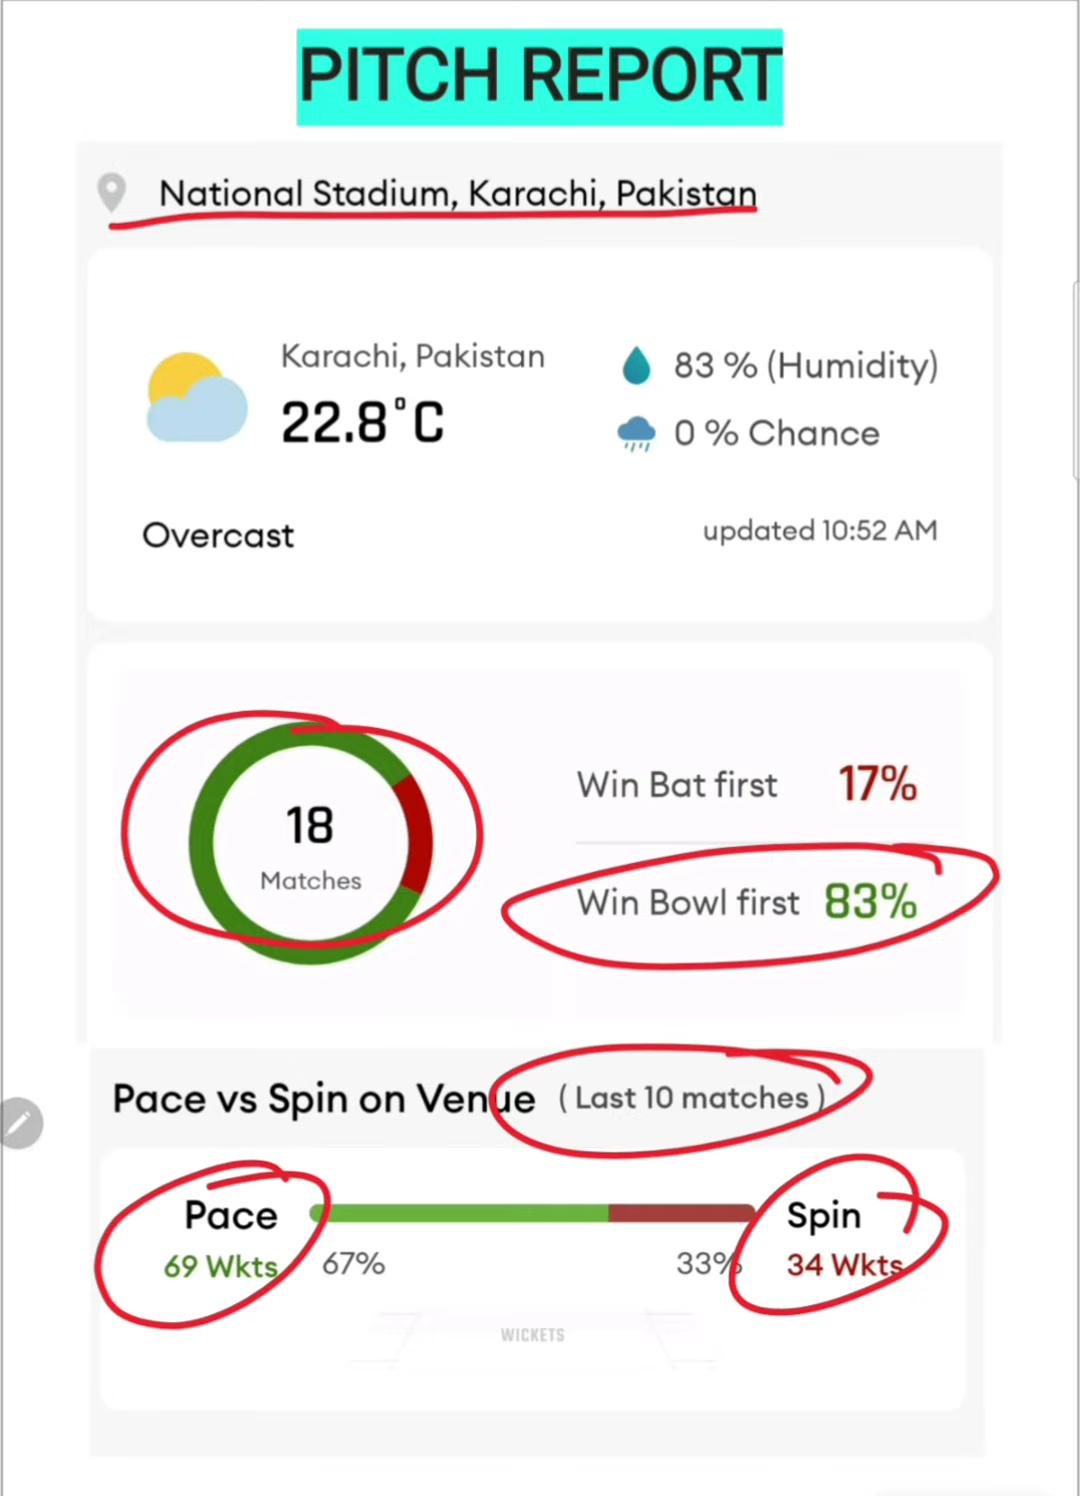 PITCH REPORT
National Stadium, Karachi, Pakistan
Karachi, Pakistan
22.8°C
83 % (Humidity)
0 % Chance
Overcast
updated 10:52 AM
18
Matches
Win Bat first 17%
Win Bowl first 83%
Pace vs Spin on Venue ( Last 10 matches )
Pace
69 Wkts
67%
33%
Spin
34 Wkts
WICKETS